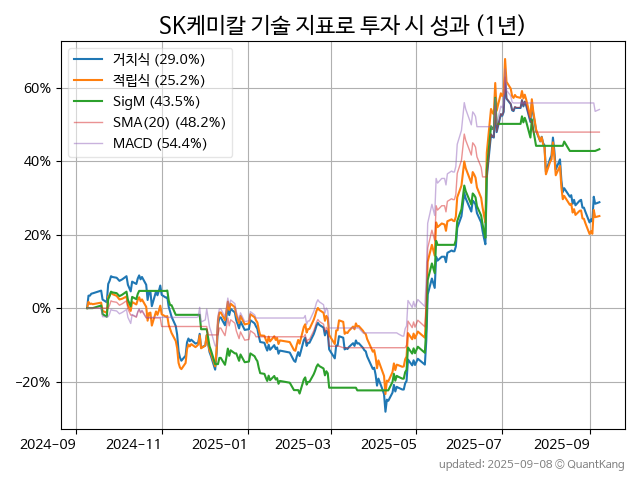 SK케미칼 기술 지표로 투자 시 성과 (1년)
거치식 (29.0%)
적립식 (25.2%)
SigM (43.5%)
SMA(20) (48.2%)
MACD (54.4%)
60%
40%
20%
0%
−20%
2024-09
2024-11
2025-01
2025-03
2025-05
2025-07
2025-09
updated: 2025-09-08 © QuantKang